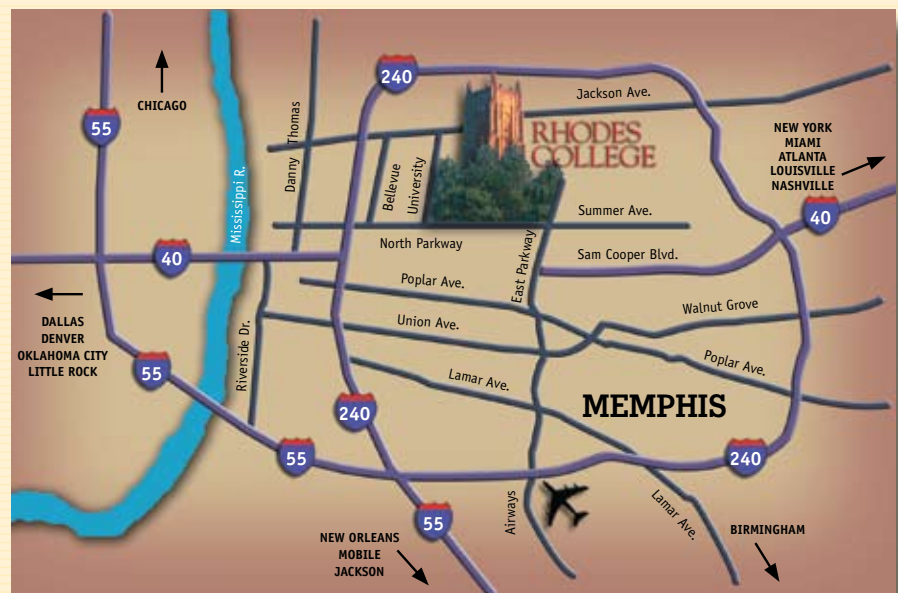 240
Jackson Ave.
CHICAGO
55
Danny Thomas
RHODES
COLLEGE
NEW YORK
MIAMI
ATLANTA
LOUISVILLE
NASHVILLE
Bellevue
University
Mississippi R.
Summer Ave.
40
North Parkway
East Parkway
40
Sam Cooper Blvd.
Poplar Ave.
Walnut Grove
DALLAS
DENVER
OKLAHOMA CITY
LITTLE ROCK
Riverside Dr.
Union Ave.
Poplar Ave.
55
Lamar Ave.
MEMPHIS
240
55
240
Airways
Lamar Ave.
55
BIRMINGHAM
NEW ORLEANS
MOBILE
JACKSON